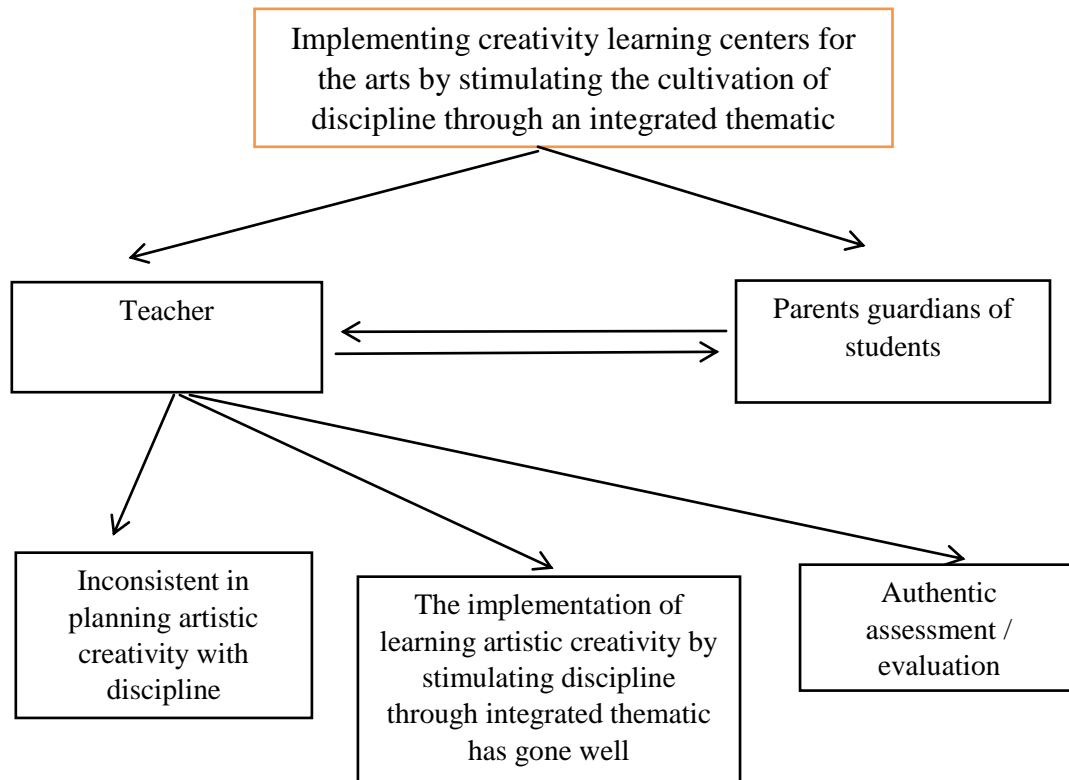 Implementing creativity learning centers for
the arts by stimulating the cultivation of
discipline through an integrated thematic
Teacher
Parents guardians of
students
Inconsistent in
planning artistic
creativity with
discipline
The implementation of
learning artistic creativity by
stimulating discipline
through integrated thematic
has gone well
Authentic
assessment /
evaluation